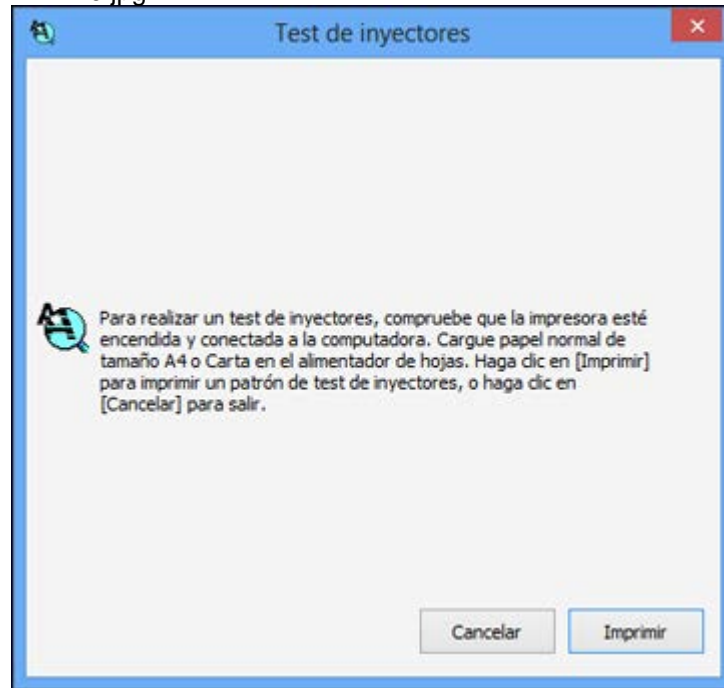 .jpg
Test de inyectores
Para realizar un test de inyectores, compruebe que la impresora esté
encendida y conectada a la computadora. Cargue papel normal de
tamaño A4 o Carta en el alimentador de hojas. Haga clic en [Imprimir]
para imprimir un patrón de test de inyectores, o haga clic en
[Cancelar] para salir.
Cancelar
Imprimir